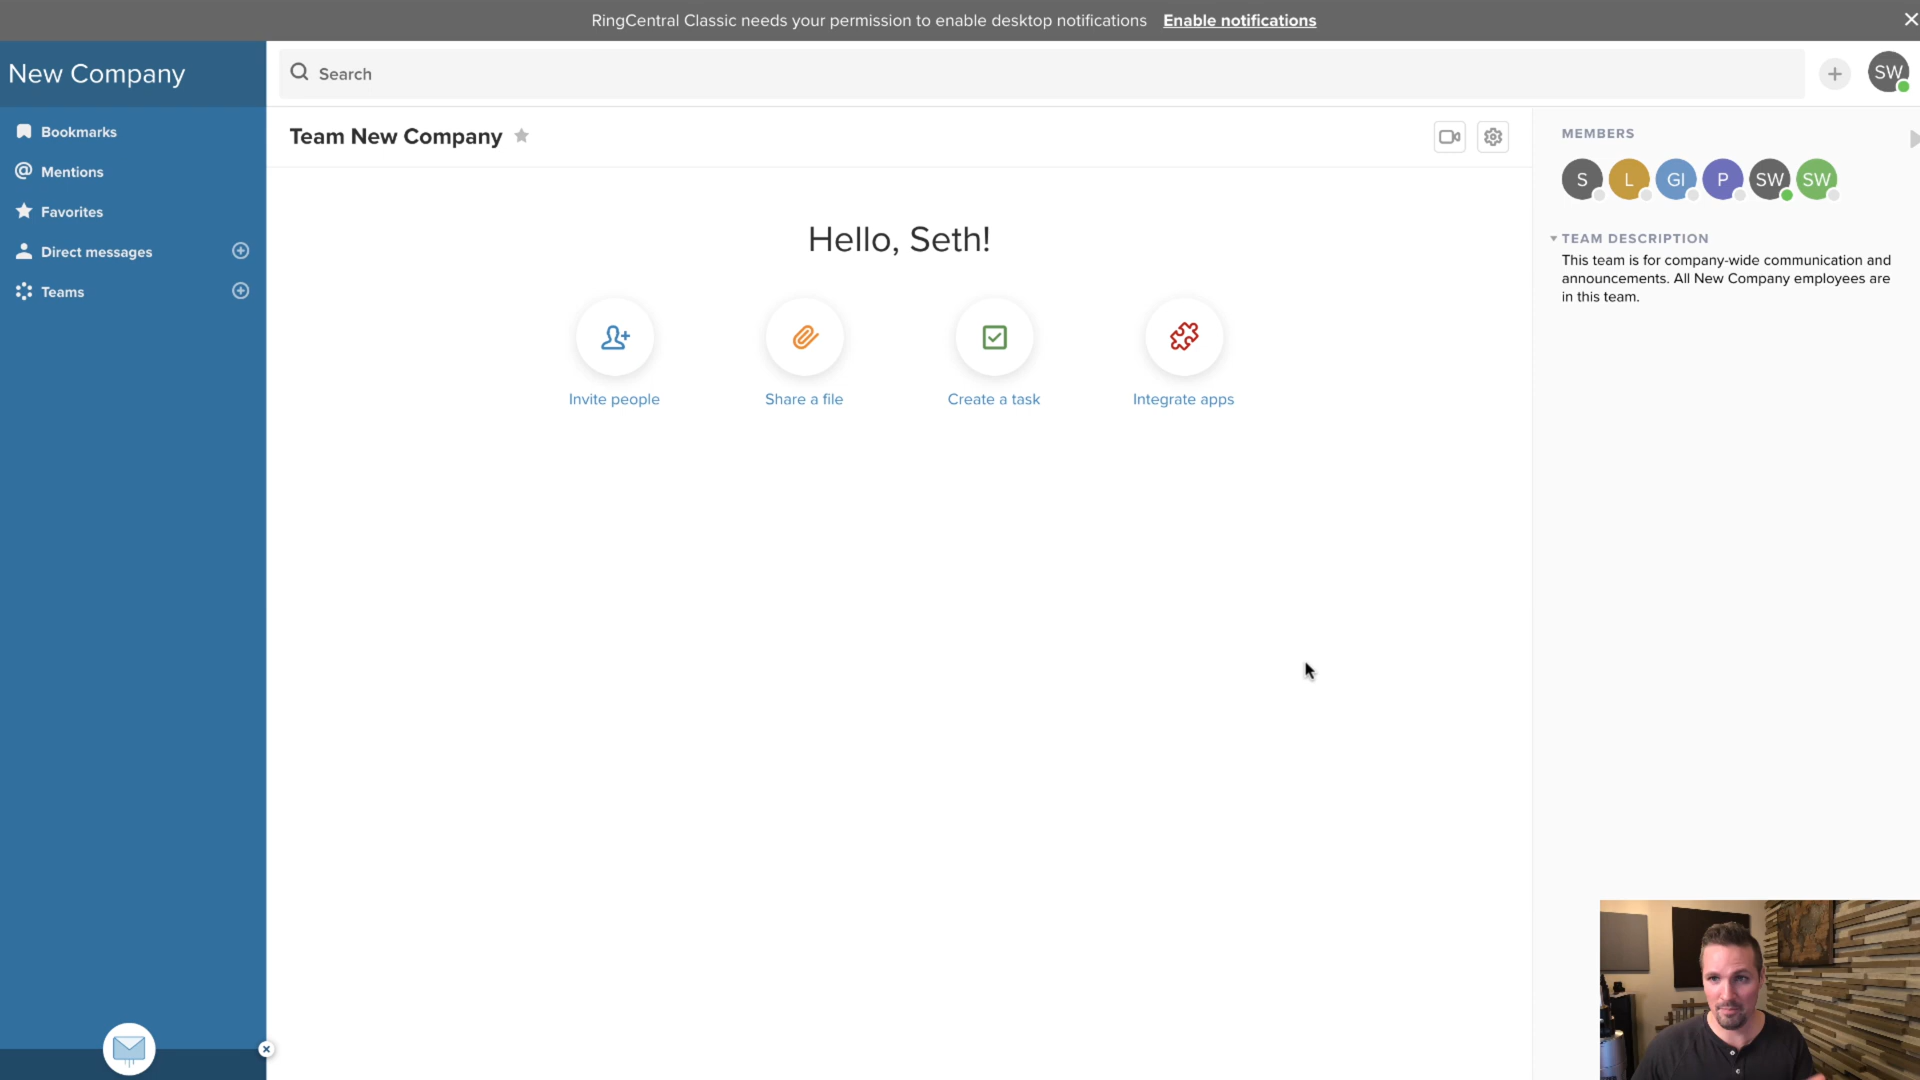 RingCentral Classic needs your permission to enable desktop notifications Enable notifications
New Company
Search
SW
Bookmarks
Mentions
Favorites
Direct messages
Teams
Team New Company
Hello, Seth!
Invite people
Share a file
Create a task
Integrate apps
MEMBERS
S L GI P SW SW
TEAM DESCRIPTION
This team is for company-wide communication and
announcements. All New Company employees are
in this team.